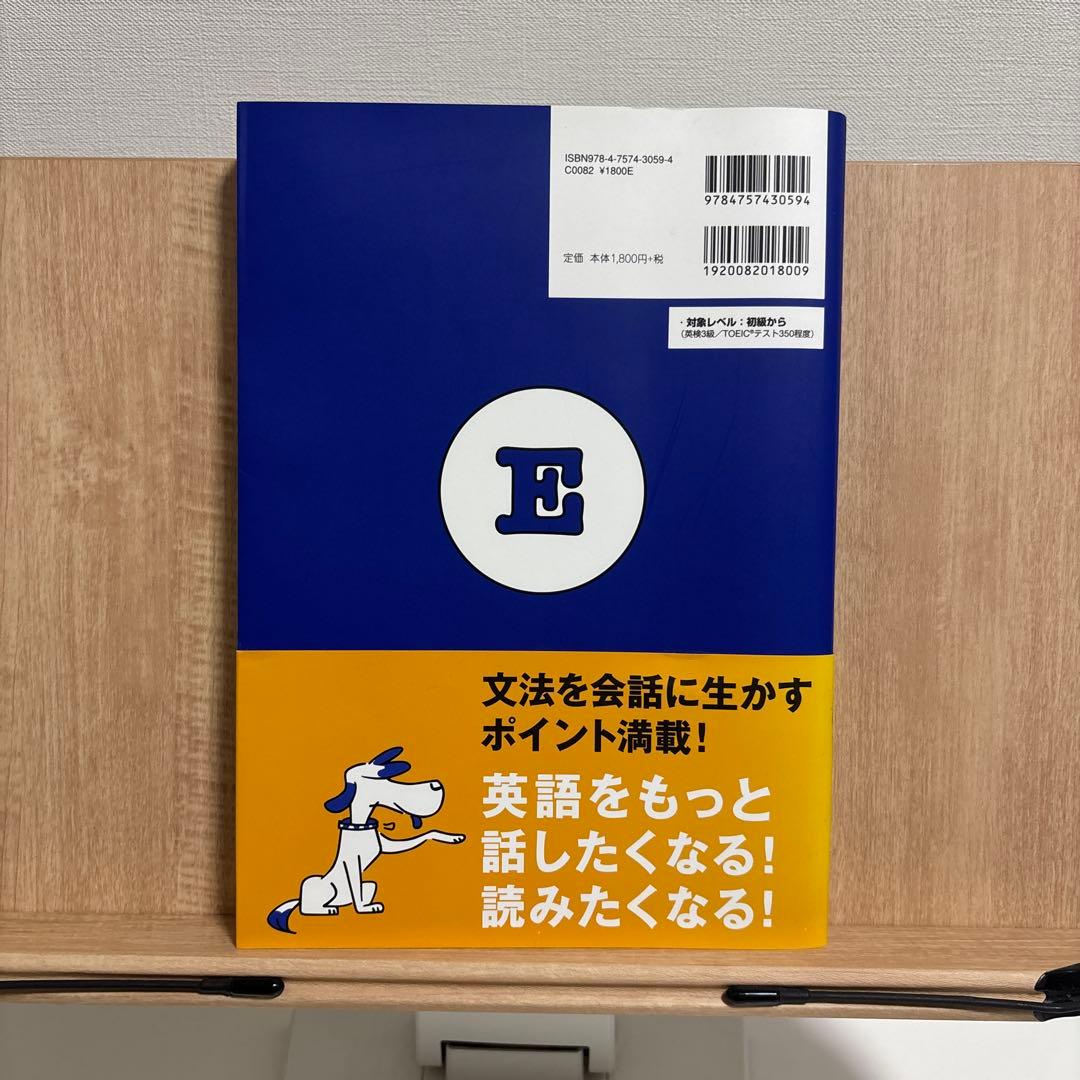 ISBN978-4-7574-3059-4
C0082 ¥1800E
9784757430594
定価 本体1,800円+税
1920082018009
・対象レベル：初級から
（英検3級／TOEIC®テスト350程度）
E
文法を会話に生かす
ポイント満載！
英語をもっと
話したくなる！
読みたくなる！